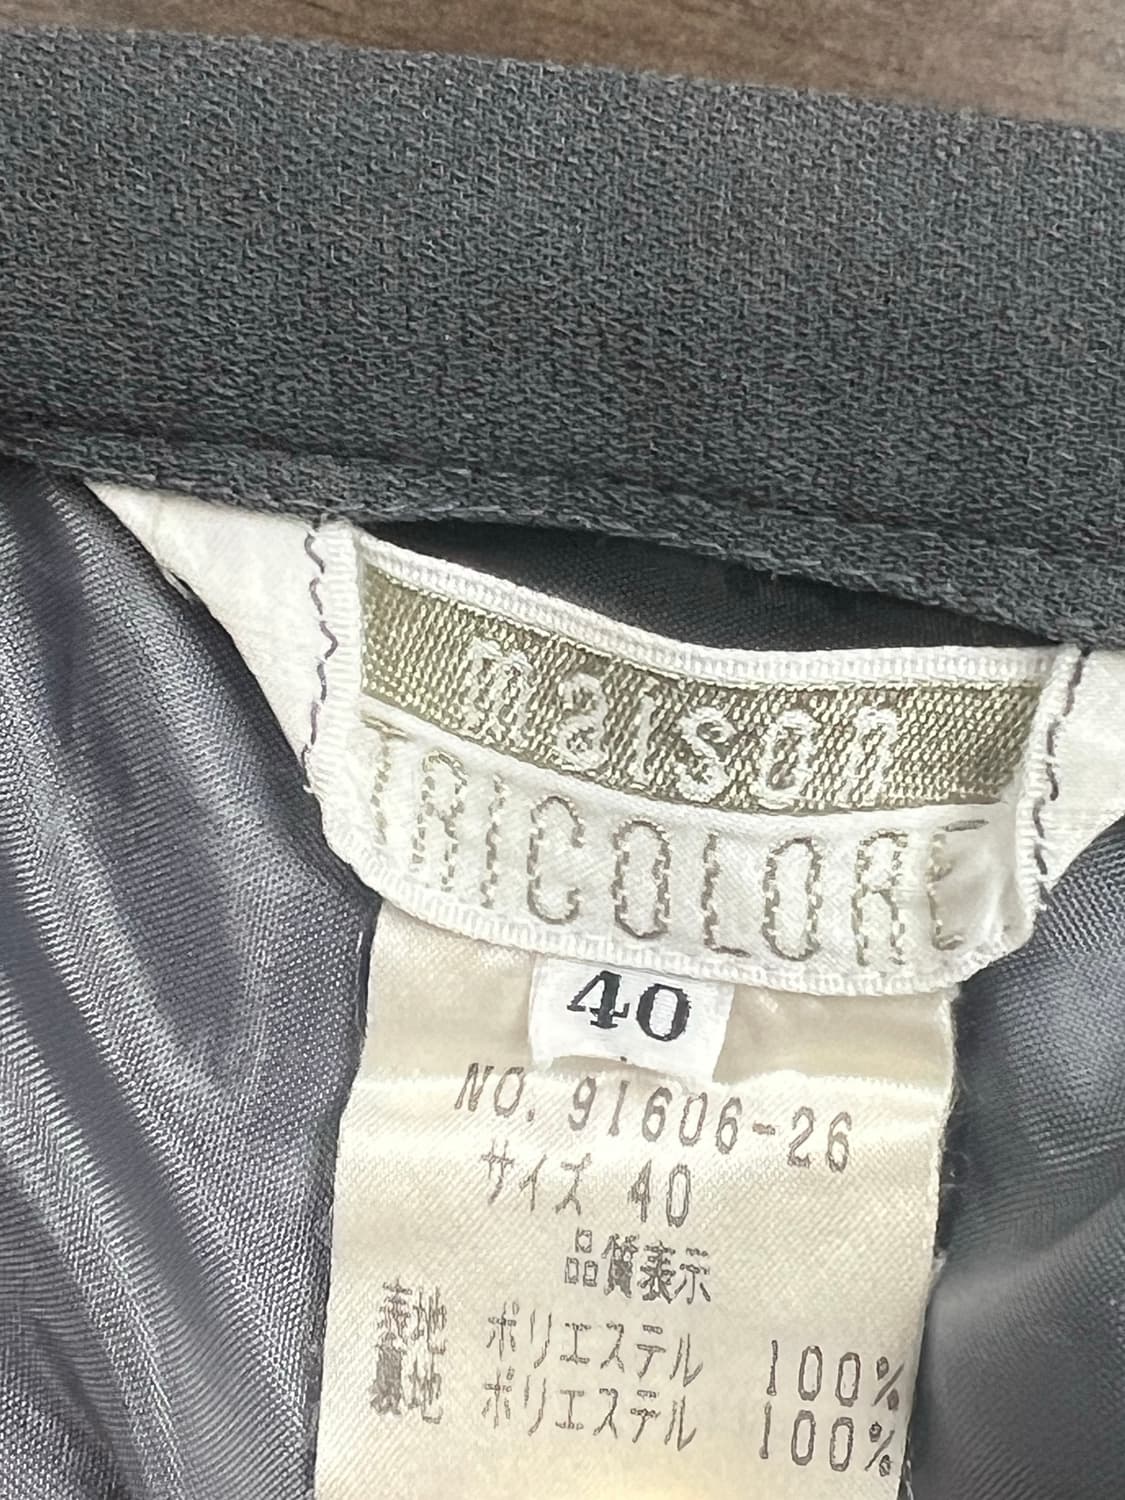 maison
TRICOLORE
40
NO. 91606-26
サイズ 40
品質表示
表地 ポリエステル 100%
裏地 ポリエステル 100%